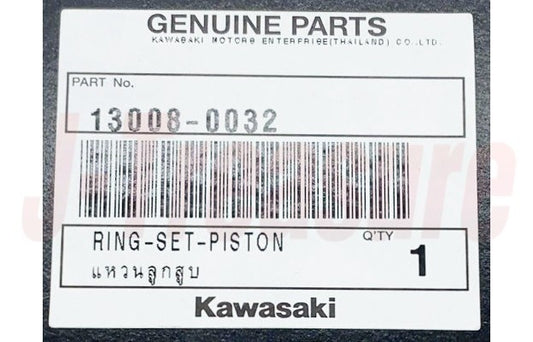 GENUINE PARTS
KAWASAKI MOTORS ENTERPRISE(THAILAND) CO.,LTD.
PART No.
13008-0032
RING-SET-PISTON
Q'TY
1
แหวนลูกสูบ
Kawasaki